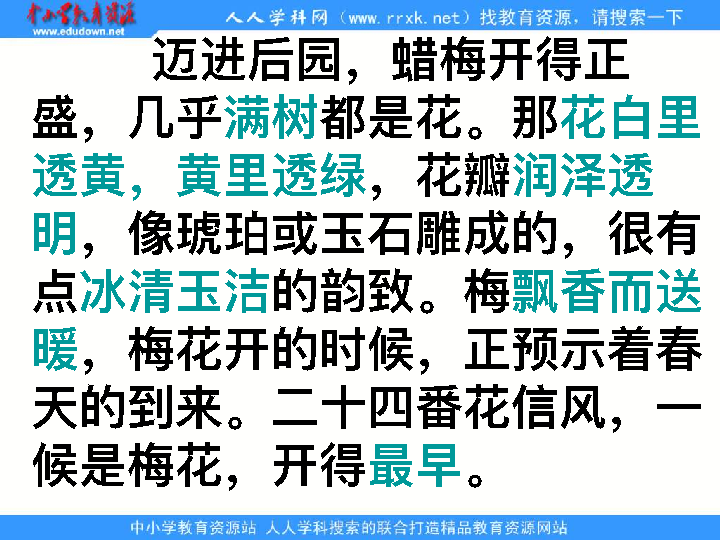 中小学教育资源
www.edudown.net
人人学科网（www.rrxk.net）找教育资源，请搜索一下
迈进后园，蜡梅开得正
盛，几乎满树都是花。那花白里
透黄，黄里透绿，花瓣润泽透
明，像琥珀或玉石雕成的，很有
点冰清玉洁的韵致。梅飘香而送
暖，梅花开的时候，正预示着春
天的到来。二十四番花信风，一
候是梅花，开得最早。
中小学教育资源站 人人学科搜索的联合打造精品教育资源网站